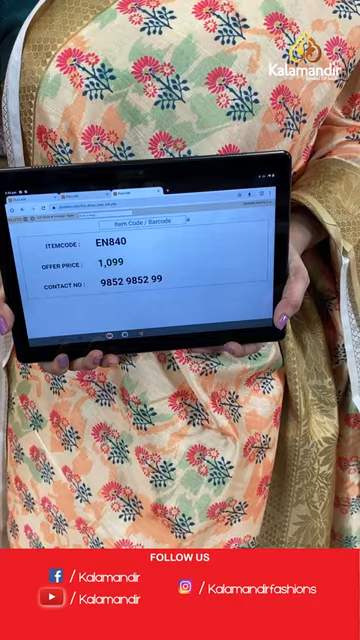 Kalamandir
Item Code / Barcode
ITEMCODE : EN840
OFFER PRICE : 1,099
CONTACT NO : 9852 9852 99
FOLLOW US
/Kalamandir
/Kalamandirfashions
/Kalamandir